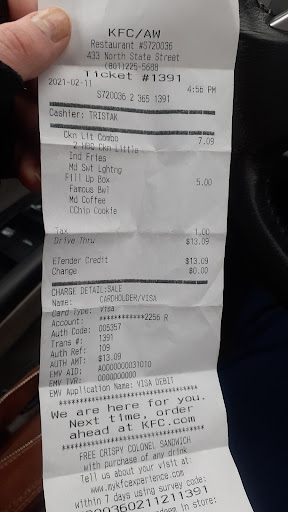 KFC/AW
Restaurant #S720036
433 North State Street
(801)225-5688
Ticket #1391
2021-02-11 4:56 PM
S720036 2 365 1391
Cashier: TRISTAK
Ckn Lit Combo 7.09
2 HBQ Ckn Little
Ind Fries
Md Swt Lghtng
Fill Up Box 5.00
Famous Bwl
Md Coffee
CChip Cookie
Tax 1.00
Drive Thru $13.09
ETender Credit $13.09
Change $0.00
CHARGE DETAIL:SALE
Name: CARDHOLDER/VISA
Card Type: Visa
Account: ************2256 R
Auth Code: 005357
Trans #: 1391
Auth Ref: 109
AUTH AMT: $13.09
EMV AID: A0000000031010
EMV TVR: 0000000000
EMV Application Name: VISA DEBIT
We are here for you.
Next time, order
ahead at KFC.com
FREE CRISPY COLONEL SANDWICH
with purchase of any drink
Tell us about your visit at:
www.mykfcexperience.com
within 7 days using survey code:
000360211211391
redeem in store: